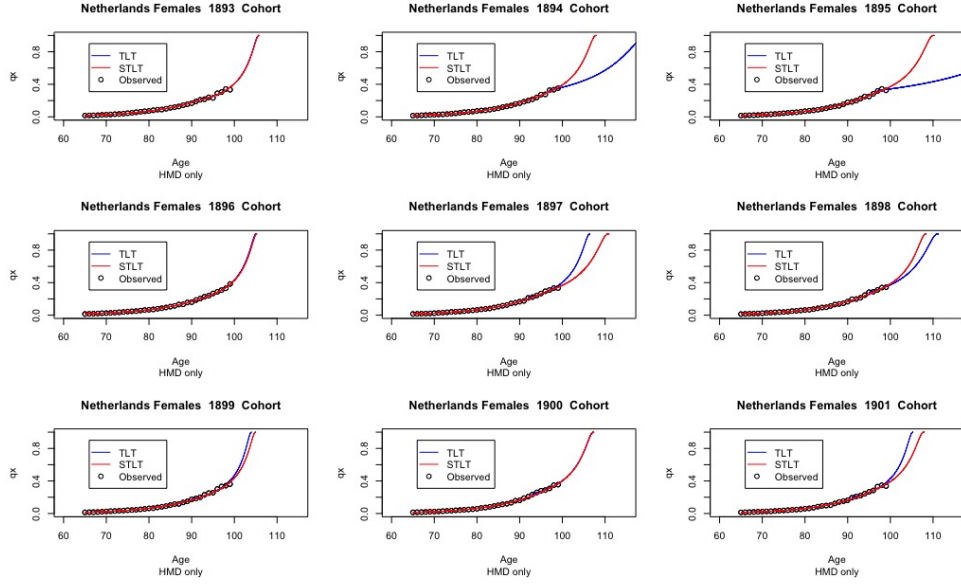 Netherlands Females 1893 Cohort
qx
0.0 0.4 0.8
TLT
STLT
Observed
60 70 80 90 100 110
Age
HMD only
Netherlands Females 1894 Cohort
qx
0.0 0.4 0.8
TLT
STLT
Observed
60 70 80 90 100 110
Age
HMD only
Netherlands Females 1895 Cohort
qx
0.0 0.4 0.8
TLT
STLT
Observed
60 70 80 90 100 110
Age
HMD only
Netherlands Females 1896 Cohort
qx
0.0 0.4 0.8
TLT
STLT
Observed
60 70 80 90 100 110
Age
HMD only
Netherlands Females 1897 Cohort
qx
0.0 0.4 0.8
TLT
STLT
Observed
60 70 80 90 100 110
Age
HMD only
Netherlands Females 1898 Cohort
qx
0.0 0.4 0.8
TLT
STLT
Observed
60 70 80 90 100 110
Age
HMD only
Netherlands Females 1899 Cohort
qx
0.0 0.4 0.8
TLT
STLT
Observed
60 70 80 90 100 110
Age
HMD only
Netherlands Females 1900 Cohort
qx
0.0 0.4 0.8
TLT
STLT
Observed
60 70 80 90 100 110
Age
HMD only
Netherlands Females 1901 Cohort
qx
0.0 0.4 0.8
TLT
STLT
Observed
60 70 80 90 100 110
Age
HMD only